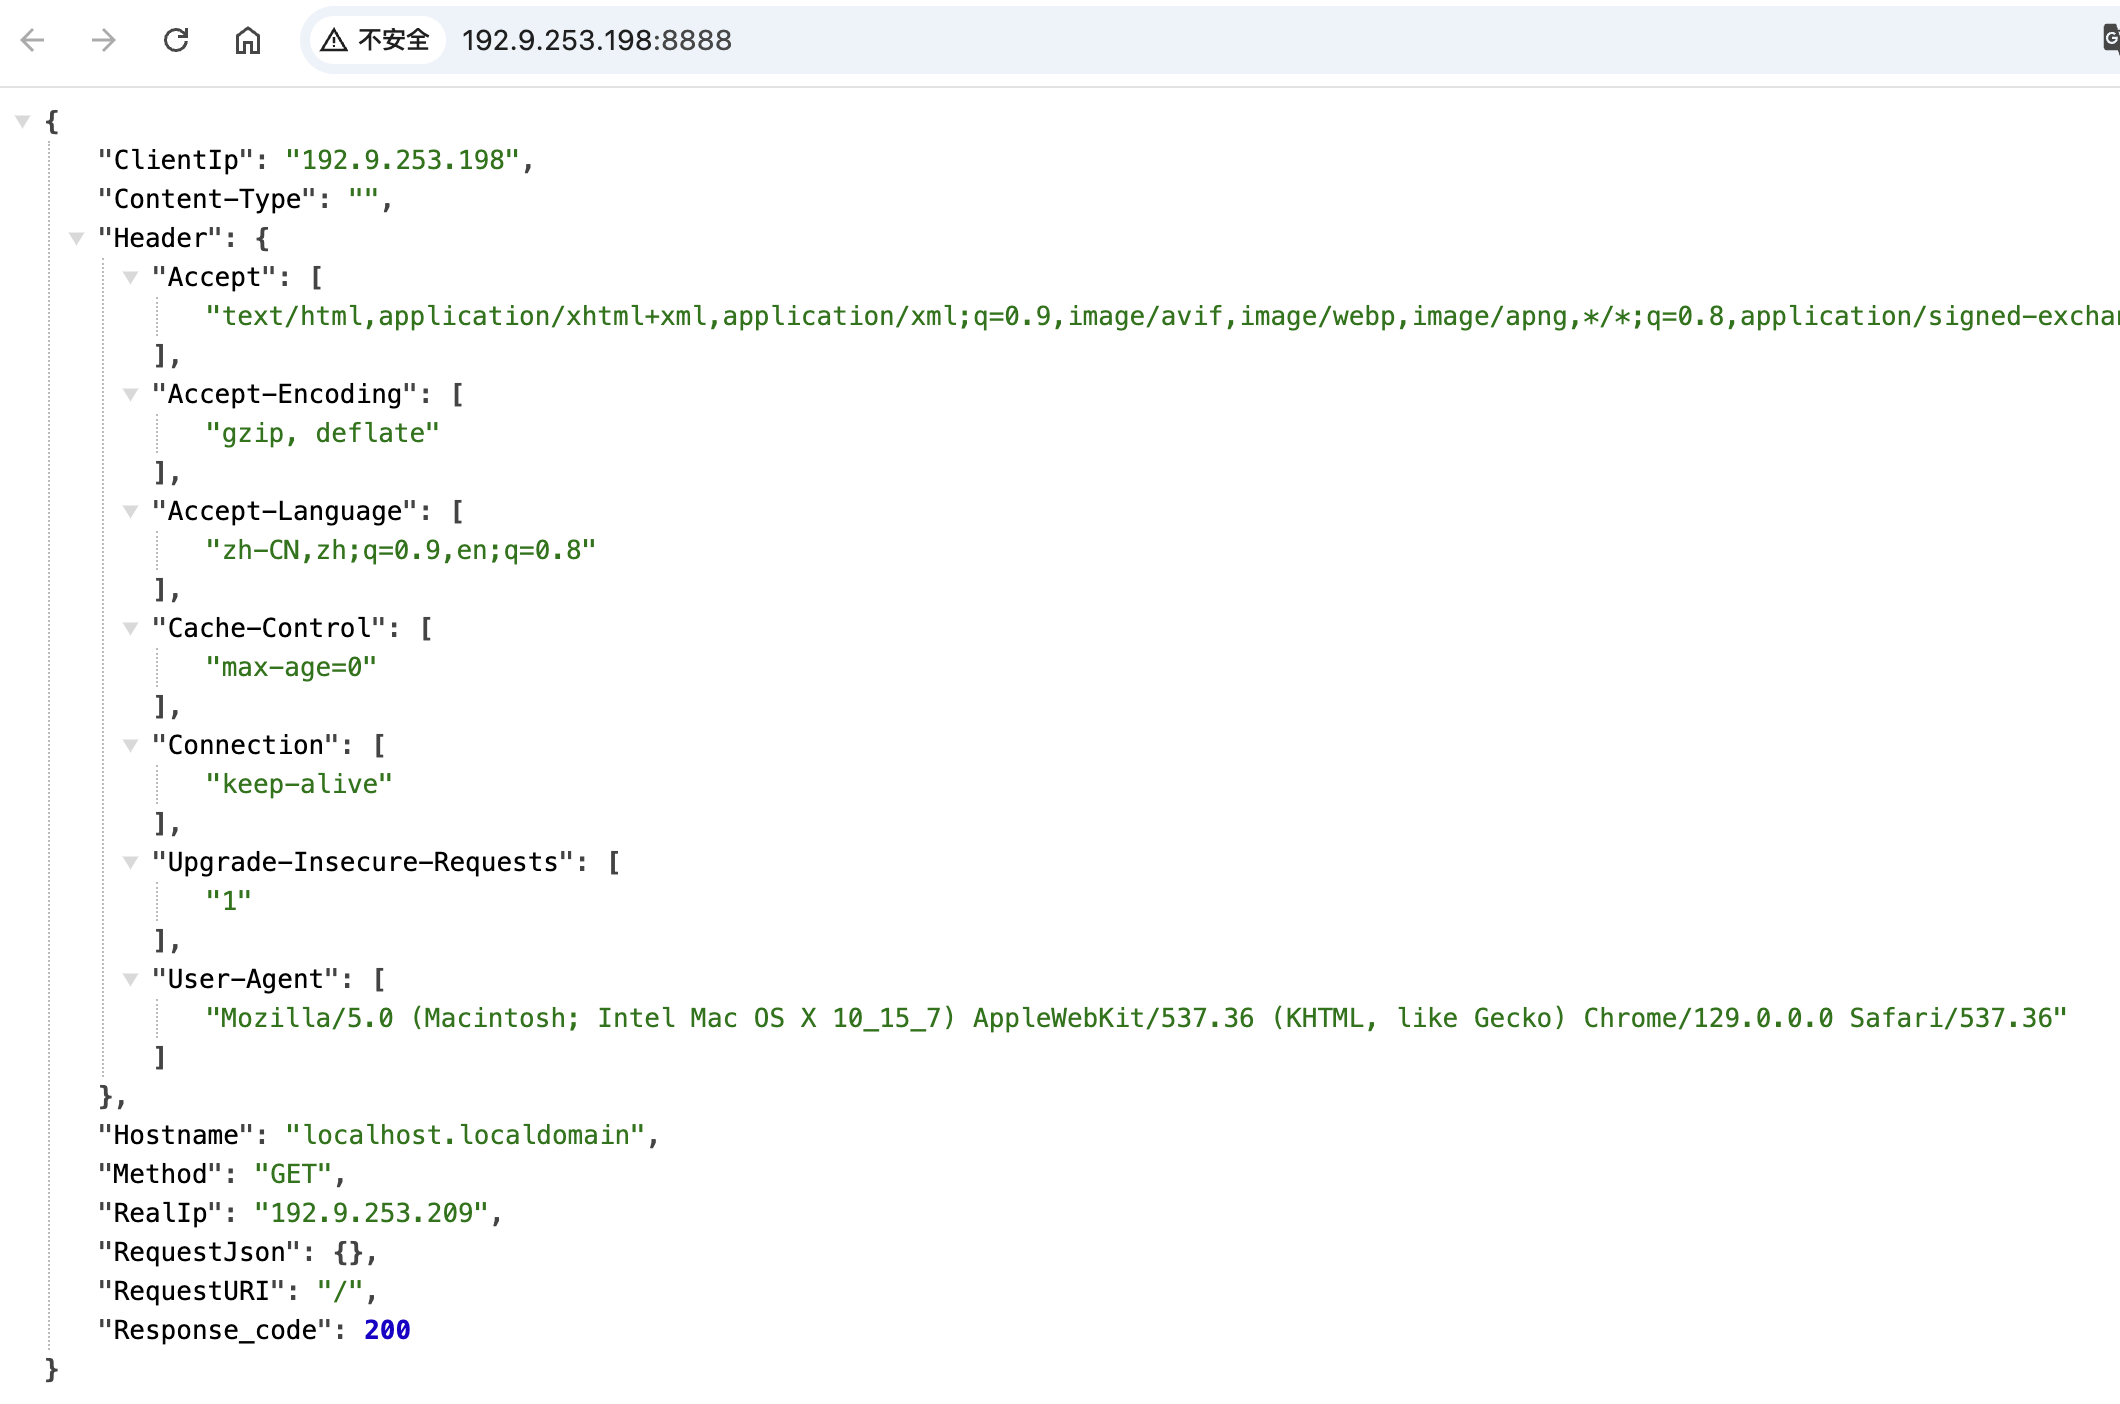 不安全 192.9.253.198:8888
{
"ClientIp": "192.9.253.198",
"Content-Type": "",
"Header": {
"Accept": [
"text/html,application/xhtml+xml,application/xml;q=0.9,image/avif,image/webp,image/apng,*/*;q=0.8,application/signed-exchan
],
"Accept-Encoding": [
"gzip, deflate"
],
"Accept-Language": [
"zh-CN,zh;q=0.9,en;q=0.8"
],
"Cache-Control": [
"max-age=0"
],
"Connection": [
"keep-alive"
],
"Upgrade-Insecure-Requests": [
"1"
],
"User-Agent": [
"Mozilla/5.0 (Macintosh; Intel Mac OS X 10_15_7) AppleWebKit/537.36 (KHTML, like Gecko) Chrome/129.0.0.0 Safari/537.36"
]
},
"Hostname": "localhost.localdomain",
"Method": "GET",
"RealIp": "192.9.253.209",
"RequestJson": {},
"RequestURI": "/",
"Response_code": 200
}